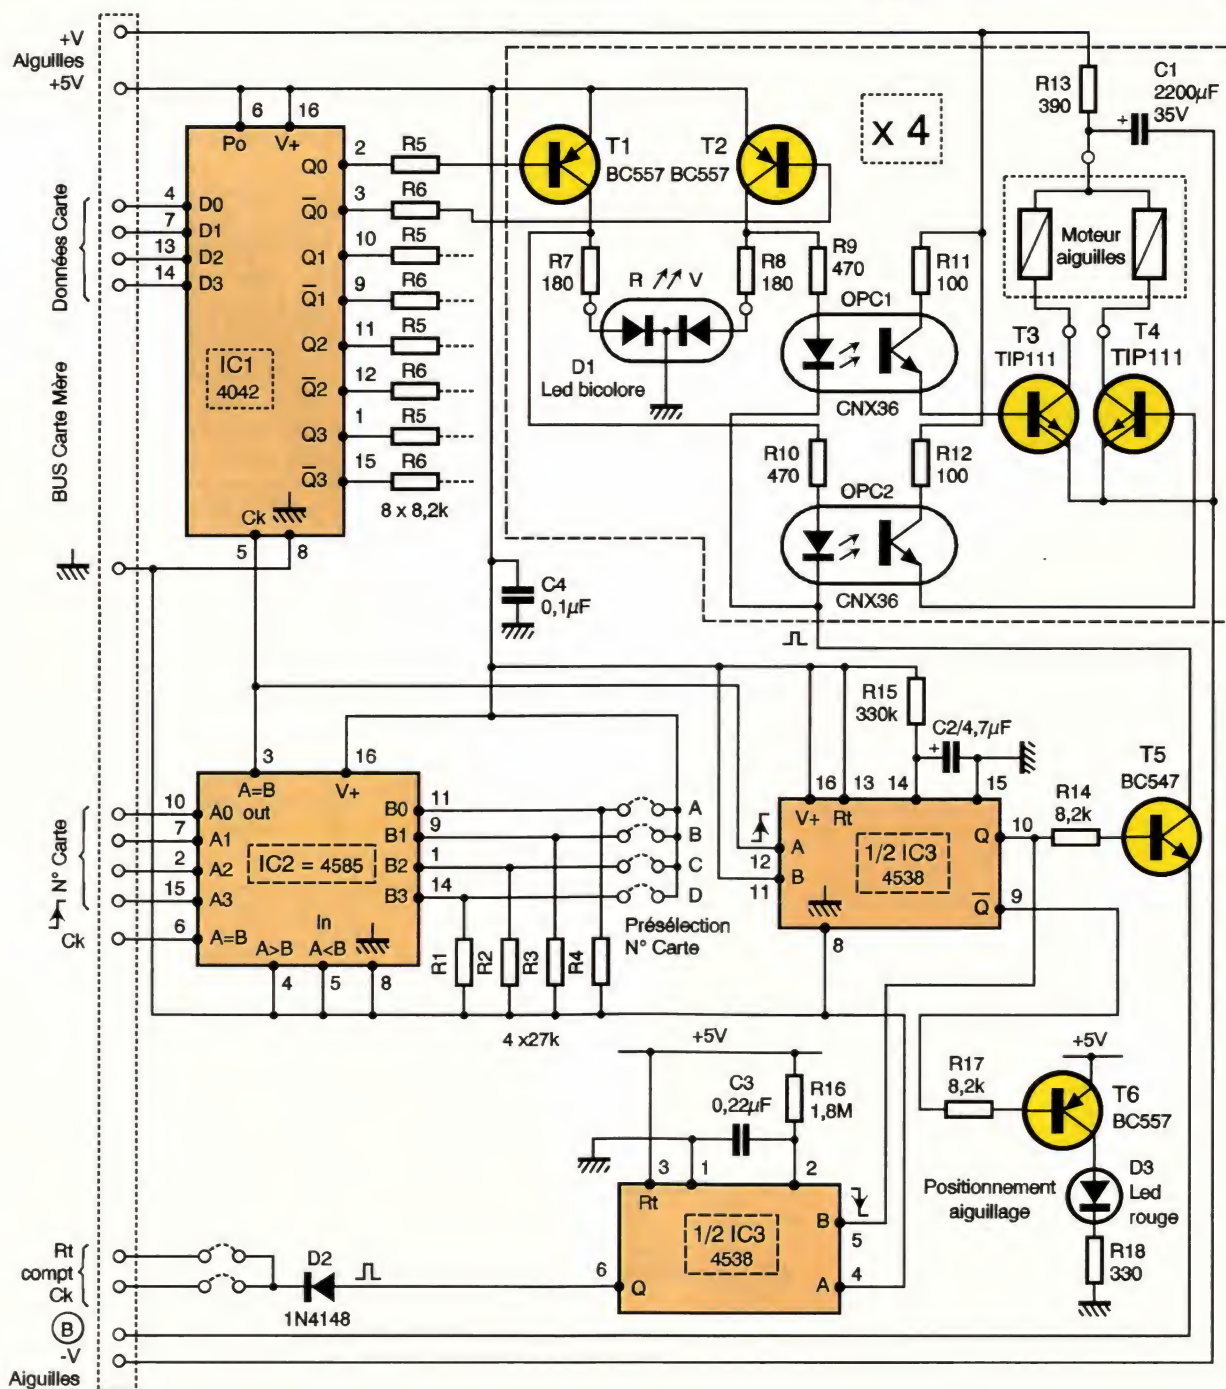 +V
Aiguilles
+5V
6
16
Po
V+
4
D0
7
D1
13
D2
14
D3
Données Carte
BUS Carte Mère
IC1
4042
Q0
2
R5
Q̅0
3
R6
Q1
10
R5
Q̅1
9
R6
Q2
11
R5
Q̅2
12
R6
Q3
1
R5
Q̅3
15
R6
8 x 8,2k
Ck
5
8
T1
BC557
T2
BC557
x 4
R13
390
C1
2200µF
35V
+
R7
180
R
V
R8
180
R9
470
R11
100
D1
Led bicolore
OPC1
CNX36
Moteur
aiguilles
T3
TIP111
T4
TIP111
R10
470
R12
100
OPC2
CNX36
C4
0,1µF
R15
330k
C2/4,7µF
+
3
16
A=B
out
V+
10
A0
7
A1
2
A2
15
A3
6
A=B
N° Carte
Ck
IC2 = 4585
B0
11
B1
9
B2
1
B3
14
In
A>B
A<B
4
5
8
A
B
C
D
Présélection
N° Carte
R1
R2
R3
R4
4 x27k
16
13
14
15
V+
Rt
12
A
11
B
1/2 IC3
4538
Q
10
Q̅
9
8
R14
8,2k
T5
BC547
+5V
C3
0,22µF
R16
1,8M
3
1
2
Rt
1/2 IC3
4538
B
5
A
4
6
Q
R17
8,2k
+5V
T6
BC557
Positionnement
aiguillage
D3
Led
rouge
R18
330
Rt
compt
Ck
D2
1N4148
B
-V
Aiguilles